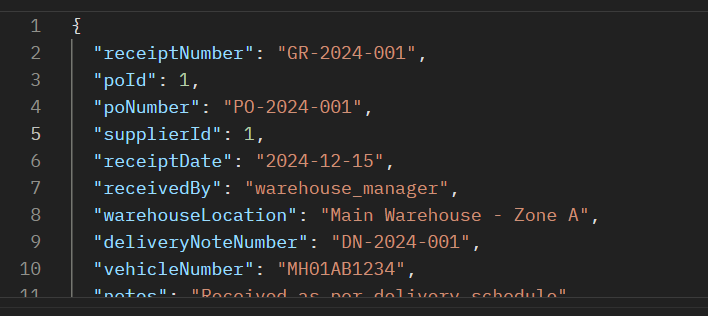 1 {
2 "receiptNumber": "GR-2024-001",
3 "poId": 1,
4 "poNumber": "PO-2024-001",
5 "supplierId": 1,
6 "receiptDate": "2024-12-15",
7 "receivedBy": "warehouse_manager",
8 "warehouseLocation": "Main Warehouse - Zone A",
9 "deliveryNoteNumber": "DN-2024-001",
10 "vehicleNumber": "MH01AB1234",
11 "notes": "Received as per delivery schedule"